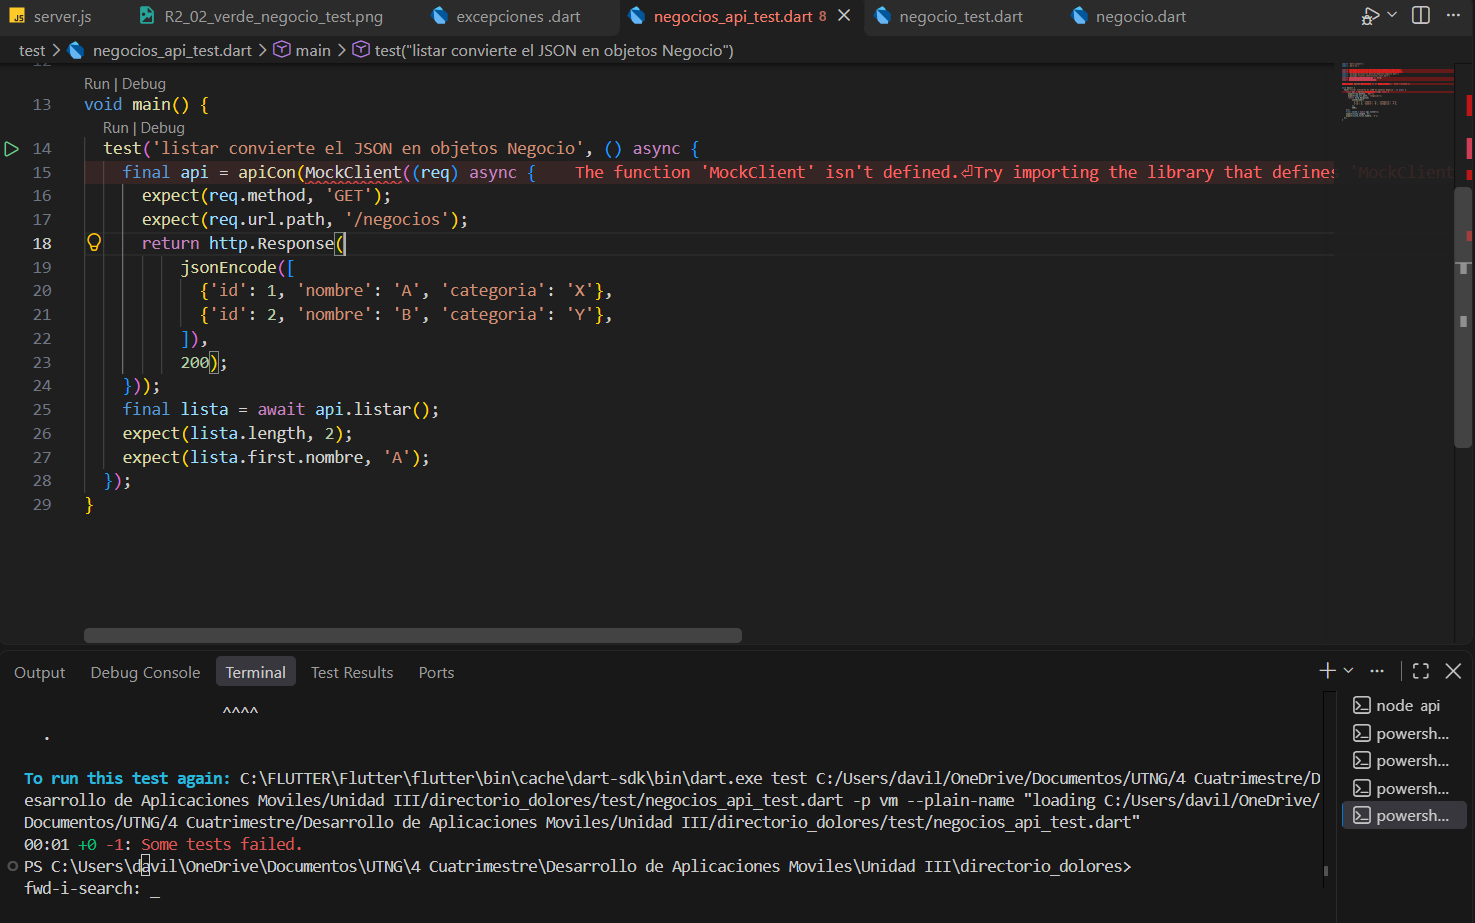 server.js R2_02_verde_negocio_test.png excepciones .dart negocios_api_test.dart 8 negocio_test.dart negocio.dart
test > negocios_api_test.dart > main > test("listar convierte el JSON en objetos Negocio")
12
Run | Debug
13 void main() {
Run | Debug
14 test('listar convierte el JSON en objetos Negocio', () async {
15 final api = apiCon(MockClient((req) async { The function 'MockClient' isn't defined.⏎Try importing the library that defines 'MockClient
16 expect(req.method, 'GET');
17 expect(req.url.path, '/negocios');
18 return http.Response(
19 jsonEncode([
20 {'id': 1, 'nombre': 'A', 'categoria': 'X'},
21 {'id': 2, 'nombre': 'B', 'categoria': 'Y'},
22 ]),
23 200);
24 }));
25 final lista = await api.listar();
26 expect(lista.length, 2);
27 expect(lista.first.nombre, 'A');
28 });
29 }
Output Debug Console Terminal Test Results Ports
^^^^
.
To run this test again: C:\FLUTTER\Flutter\flutter\bin\cache\dart-sdk\bin\dart.exe test C:/Users/davil/OneDrive/Documentos/UTNG/4 Cuatrimestre/D
esarrollo de Aplicaciones Moviles/Unidad III/directorio_dolores/test/negocios_api_test.dart -p vm --plain-name "loading C:/Users/davil/OneDrive/
Documentos/UTNG/4 Cuatrimestre/Desarrollo de Aplicaciones Moviles/Unidad III/directorio_dolores/test/negocios_api_test.dart"
00:01 +0 -1: Some tests failed.
PS C:\Users\davil\OneDrive\Documentos\UTNG\4 Cuatrimestre\Desarrollo de Aplicaciones Moviles\Unidad III\directorio_dolores>
fwd-i-search: _
node api
powersh...
powersh...
powersh...
powersh...